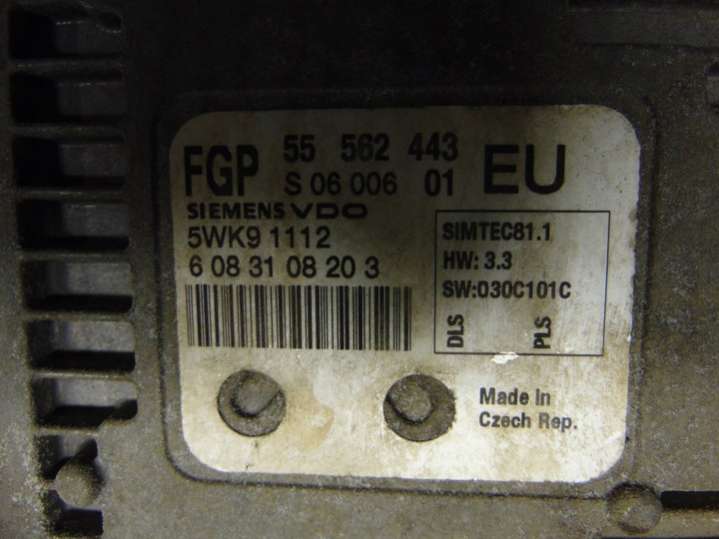 FGP 55 562 443 EU
S 06 006 01
SIEMENS VDO
5WK9 1112
6 08 31 08 20 3
SIMTEC81.1
HW: 3.3
SW:030C101C
DLS PLS
Made In
Czech Rep.